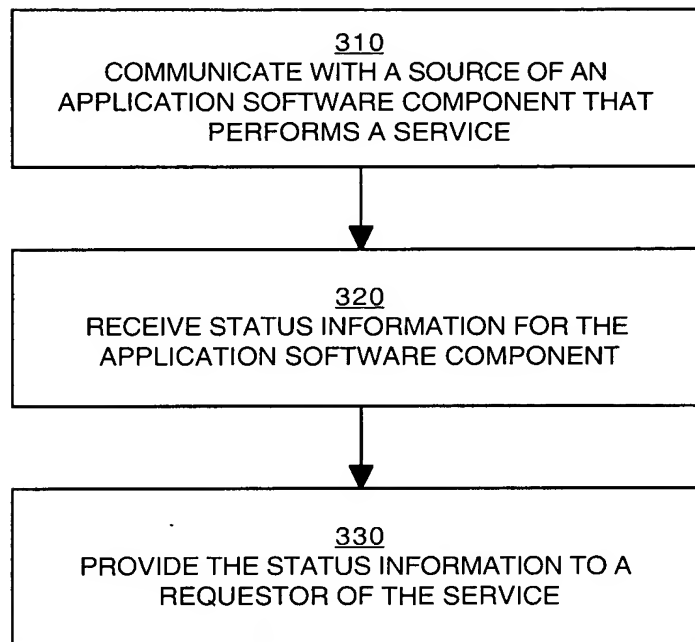 310
COMMUNICATE WITH A SOURCE OF AN
APPLICATION SOFTWARE COMPONENT THAT
PERFORMS A SERVICE
320
RECEIVE STATUS INFORMATION FOR THE
APPLICATION SOFTWARE COMPONENT
330
PROVIDE THE STATUS INFORMATION TO A
REQUESTOR OF THE SERVICE